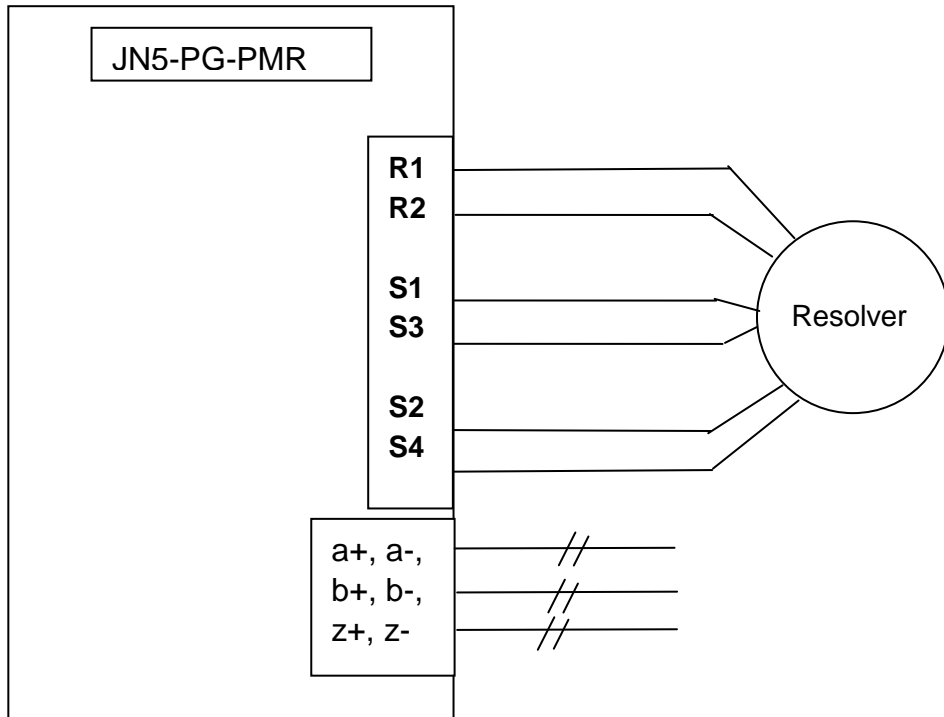 JN5-PG-PMR
R1
R2
S1
S3
Resolver
S2
S4
a+, a-,
b+, b-,
z+, z-